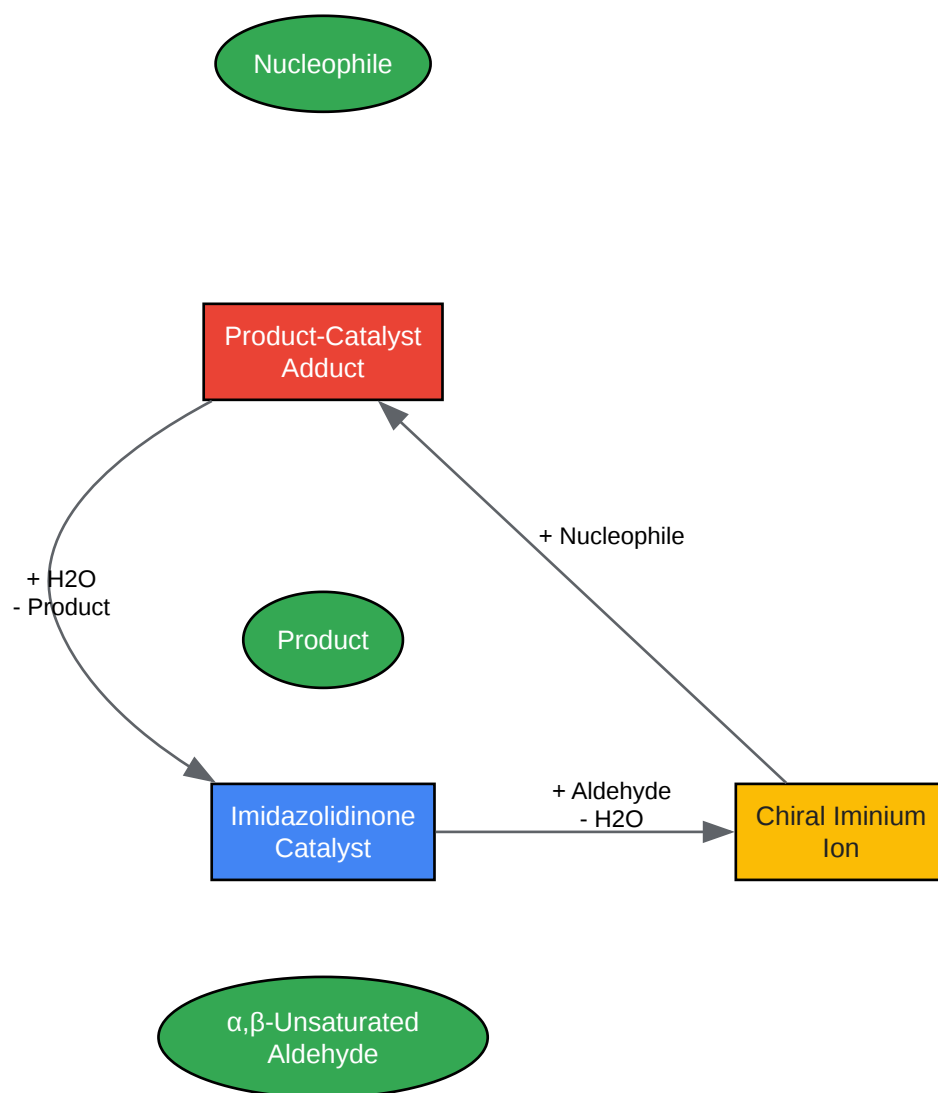 Nucleophile
Product-Catalyst
Adduct
+ Nucleophile
+ H2O
- Product
Product
Imidazolidinone
Catalyst
+ Aldehyde
- H2O
Chiral Iminium
Ion
α,β-Unsaturated
Aldehyde